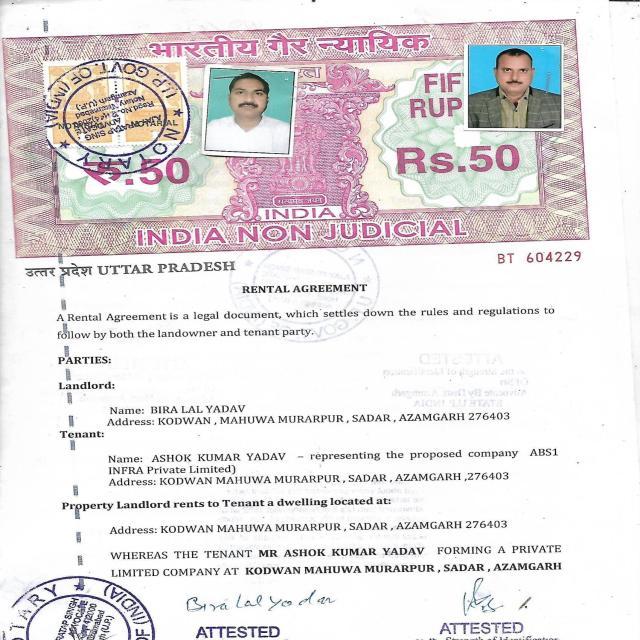 भारतीय गैर न्यायिक
FIF
RUP
रु.50
Rs.50
सत्यमेव जयते
INDIA
INDIA NON JUDICIAL
उत्तर प्रदेश UTTAR PRADESH
BT 604229
RENTAL AGREEMENT
A Rental Agreement is a legal document, which settles down the rules and regulations to
follow by both the landowner and tenant party.
PARTIES:
Landlord:
Name: BIRA LAL YADAV
Address: KODWAN , MAHUWA MURARPUR , SADAR , AZAMGARH 276403
Tenant:
Name: ASHOK KUMAR YADAV – representing the proposed company ABS1
INFRA Private Limited)
Address: KODWAN MAHUWA MURARPUR , SADAR , AZAMGARH ,276403
Property Landlord rents to Tenant a dwelling located at:
Address: KODWAN MAHUWA MURARPUR , SADAR , AZAMGARH 276403
WHEREAS THE TENANT MR ASHOK KUMAR YADAV FORMING A PRIVATE
LIMITED COMPANY AT KODWAN MAHUWA MURARPUR , SADAR , AZAMGARH
Bira Lal yadav
ATTESTED
ATTESTED
NOTARY